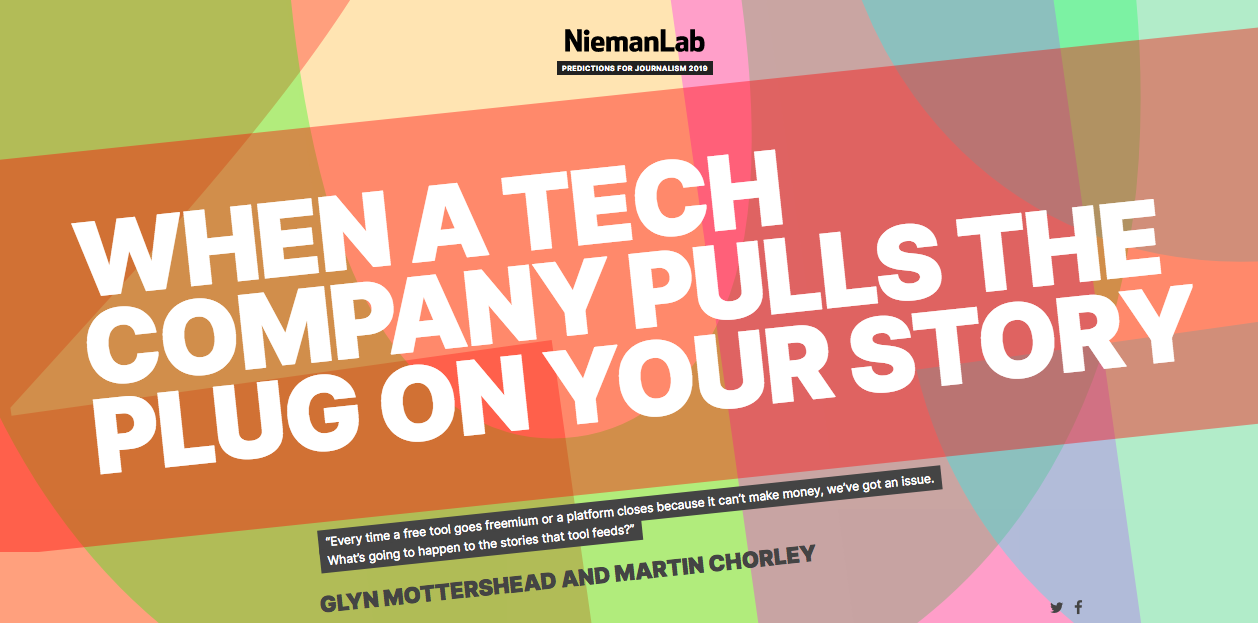 NiemanLab
PREDICTIONS FOR JOURNALISM 2019
WHEN A TECH
COMPANY PULLS THE
PLUG ON YOUR STORY
“Every time a free tool goes freemium or a platform closes because it can’t make money, we’ve got an issue.
What’s going to happen to the stories that tool feeds?”
GLYN MOTTERSHEAD AND MARTIN CHORLEY